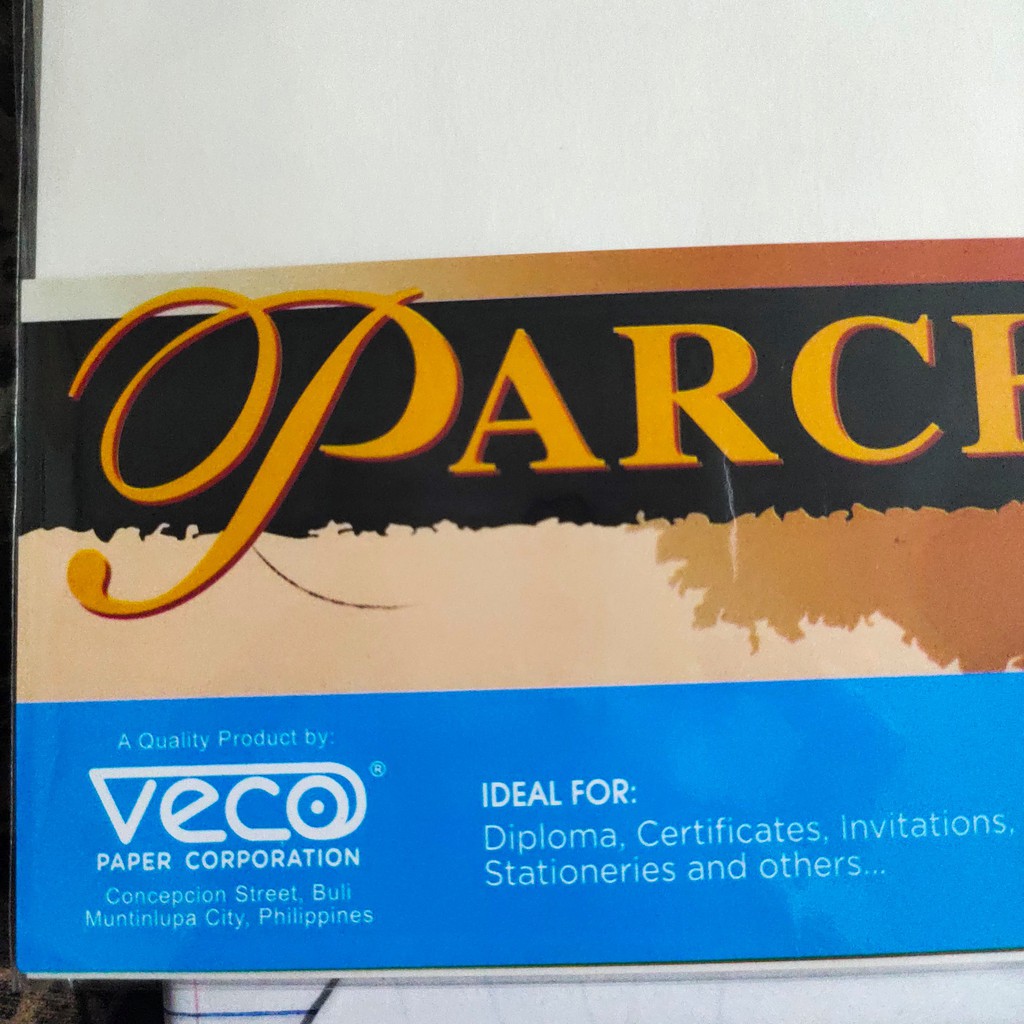 PARCH
A Quality Product by:
VECO®
PAPER CORPORATION
Concepcion Street, Buli
Muntinlupa City, Philippines
IDEAL FOR:
Diploma, Certificates, Invitations,
Stationeries and others...